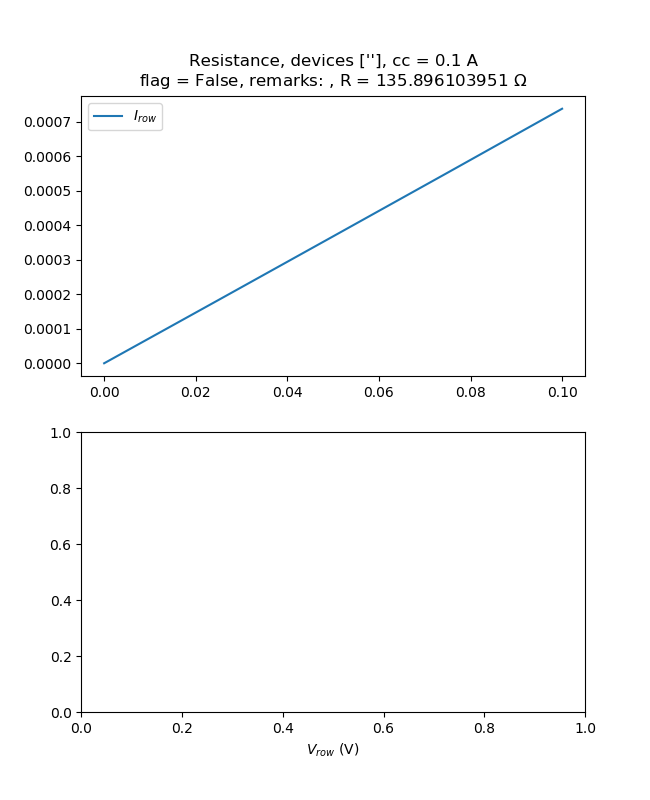 Resistance, devices [''], cc = 0.1 A
flag = False, remarks: , R = 135.896103951 Ω
I_row
0.0007
0.0006
0.0005
0.0004
0.0003
0.0002
0.0001
0.0000
0.00 0.02 0.04 0.06 0.08 0.10
1.0
0.8
0.6
0.4
0.2
0.0
0.0 0.2 0.4 0.6 0.8 1.0
V_row (V)